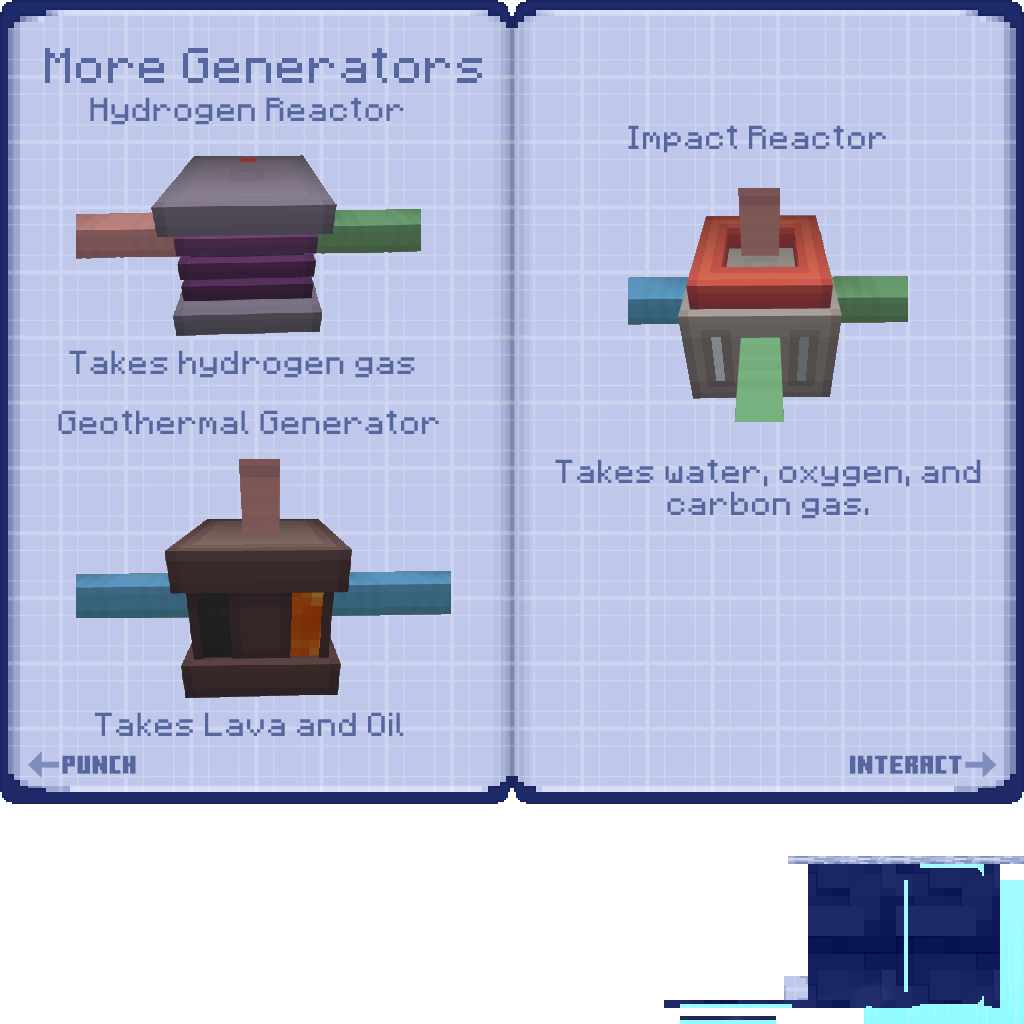 More Generators
Hydrogen Reactor
Takes hydrogen gas
Geothermal Generator
Takes Lava and Oil
PUNCH
Impact Reactor
Takes water, oxygen, and
carbon gas.
INTERACT